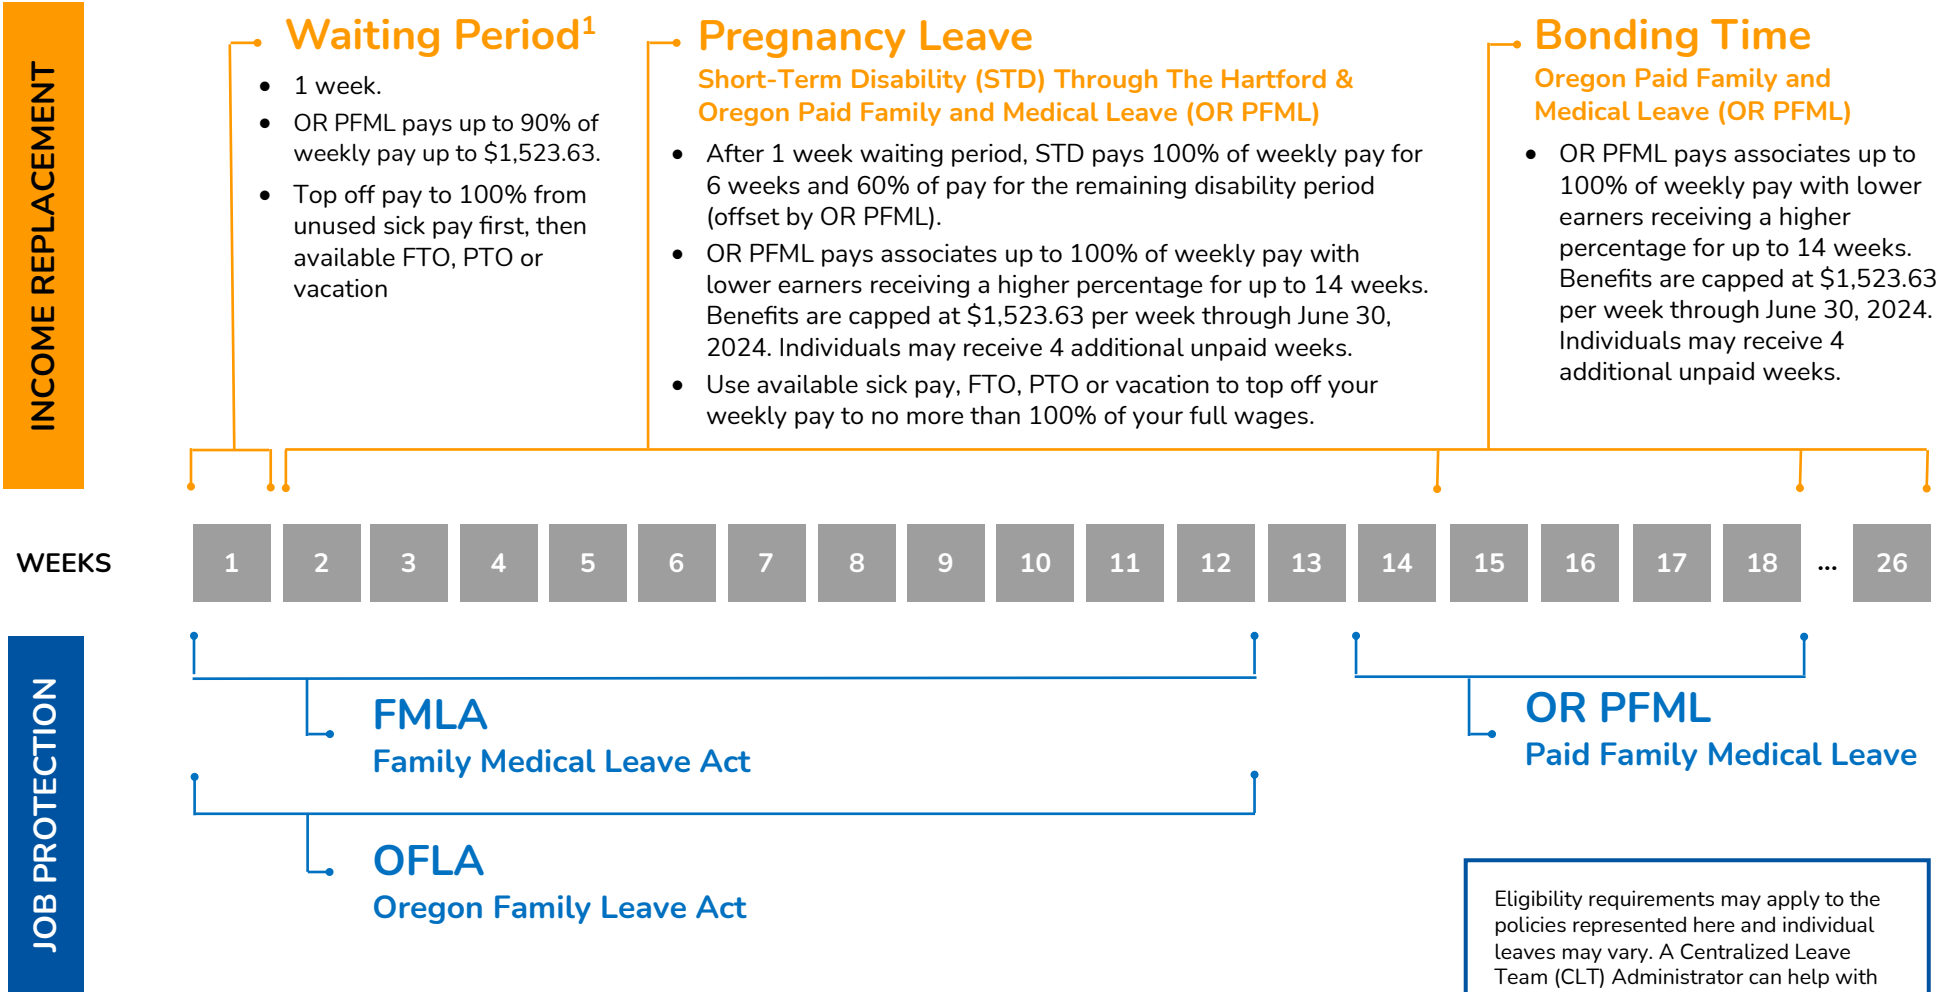 INCOME REPLACEMENT
Waiting Period¹
• 1 week.
• OR PFML pays up to 90% of
weekly pay up to $1,523.63.
• Top off pay to 100% from
unused sick pay first, then
available FTO, PTO or
vacation
Pregnancy Leave
Short-Term Disability (STD) Through The Hartford &
Oregon Paid Family and Medical Leave (OR PFML)
• After 1 week waiting period, STD pays 100% of weekly pay for
6 weeks and 60% of pay for the remaining disability period
(offset by OR PFML).
• OR PFML pays associates up to 100% of weekly pay with
lower earners receiving a higher percentage for up to 14 weeks.
Benefits are capped at $1,523.63 per week through June 30,
2024. Individuals may receive 4 additional unpaid weeks.
• Use available sick pay, FTO, PTO or vacation to top off your
weekly pay to no more than 100% of your full wages.
Bonding Time
Oregon Paid Family and
Medical Leave (OR PFML)
• OR PFML pays associates up to
100% of weekly pay with lower
earners receiving a higher
percentage for up to 14 weeks.
Benefits are capped at $1,523.63
per week through June 30, 2024.
Individuals may receive 4
additional unpaid weeks.
WEEKS 1 2 3 4 5 6 7 8 9 10 11 12 13 14 15 16 17 18 ... 26
JOB PROTECTION
FMLA
Family Medical Leave Act
OR PFML
Paid Family Medical Leave
OFLA
Oregon Family Leave Act
Eligibility requirements may apply to the
policies represented here and individual
leaves may vary. A Centralized Leave
Team (CLT) Administrator can help with